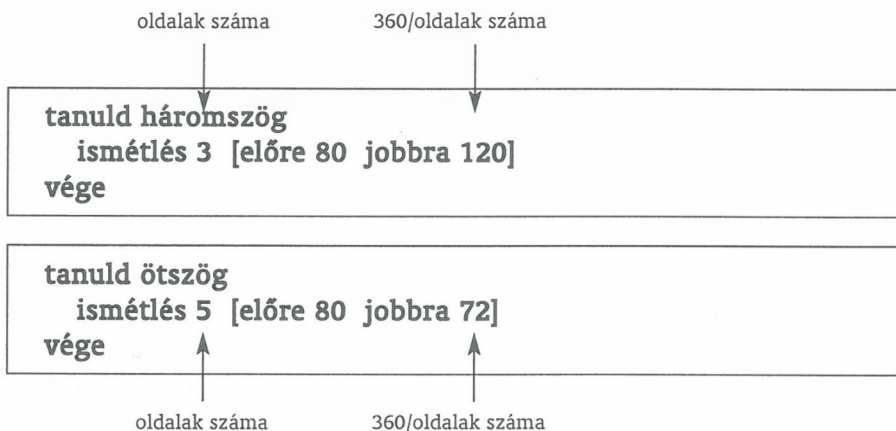 oldalak száma 360/oldalak száma
tanuld háromszög
ismétlés 3 [előre 80 jobbra 120]
vége
tanuld ötszög
ismétlés 5 [előre 80 jobbra 72]
vége
oldalak száma 360/oldalak száma